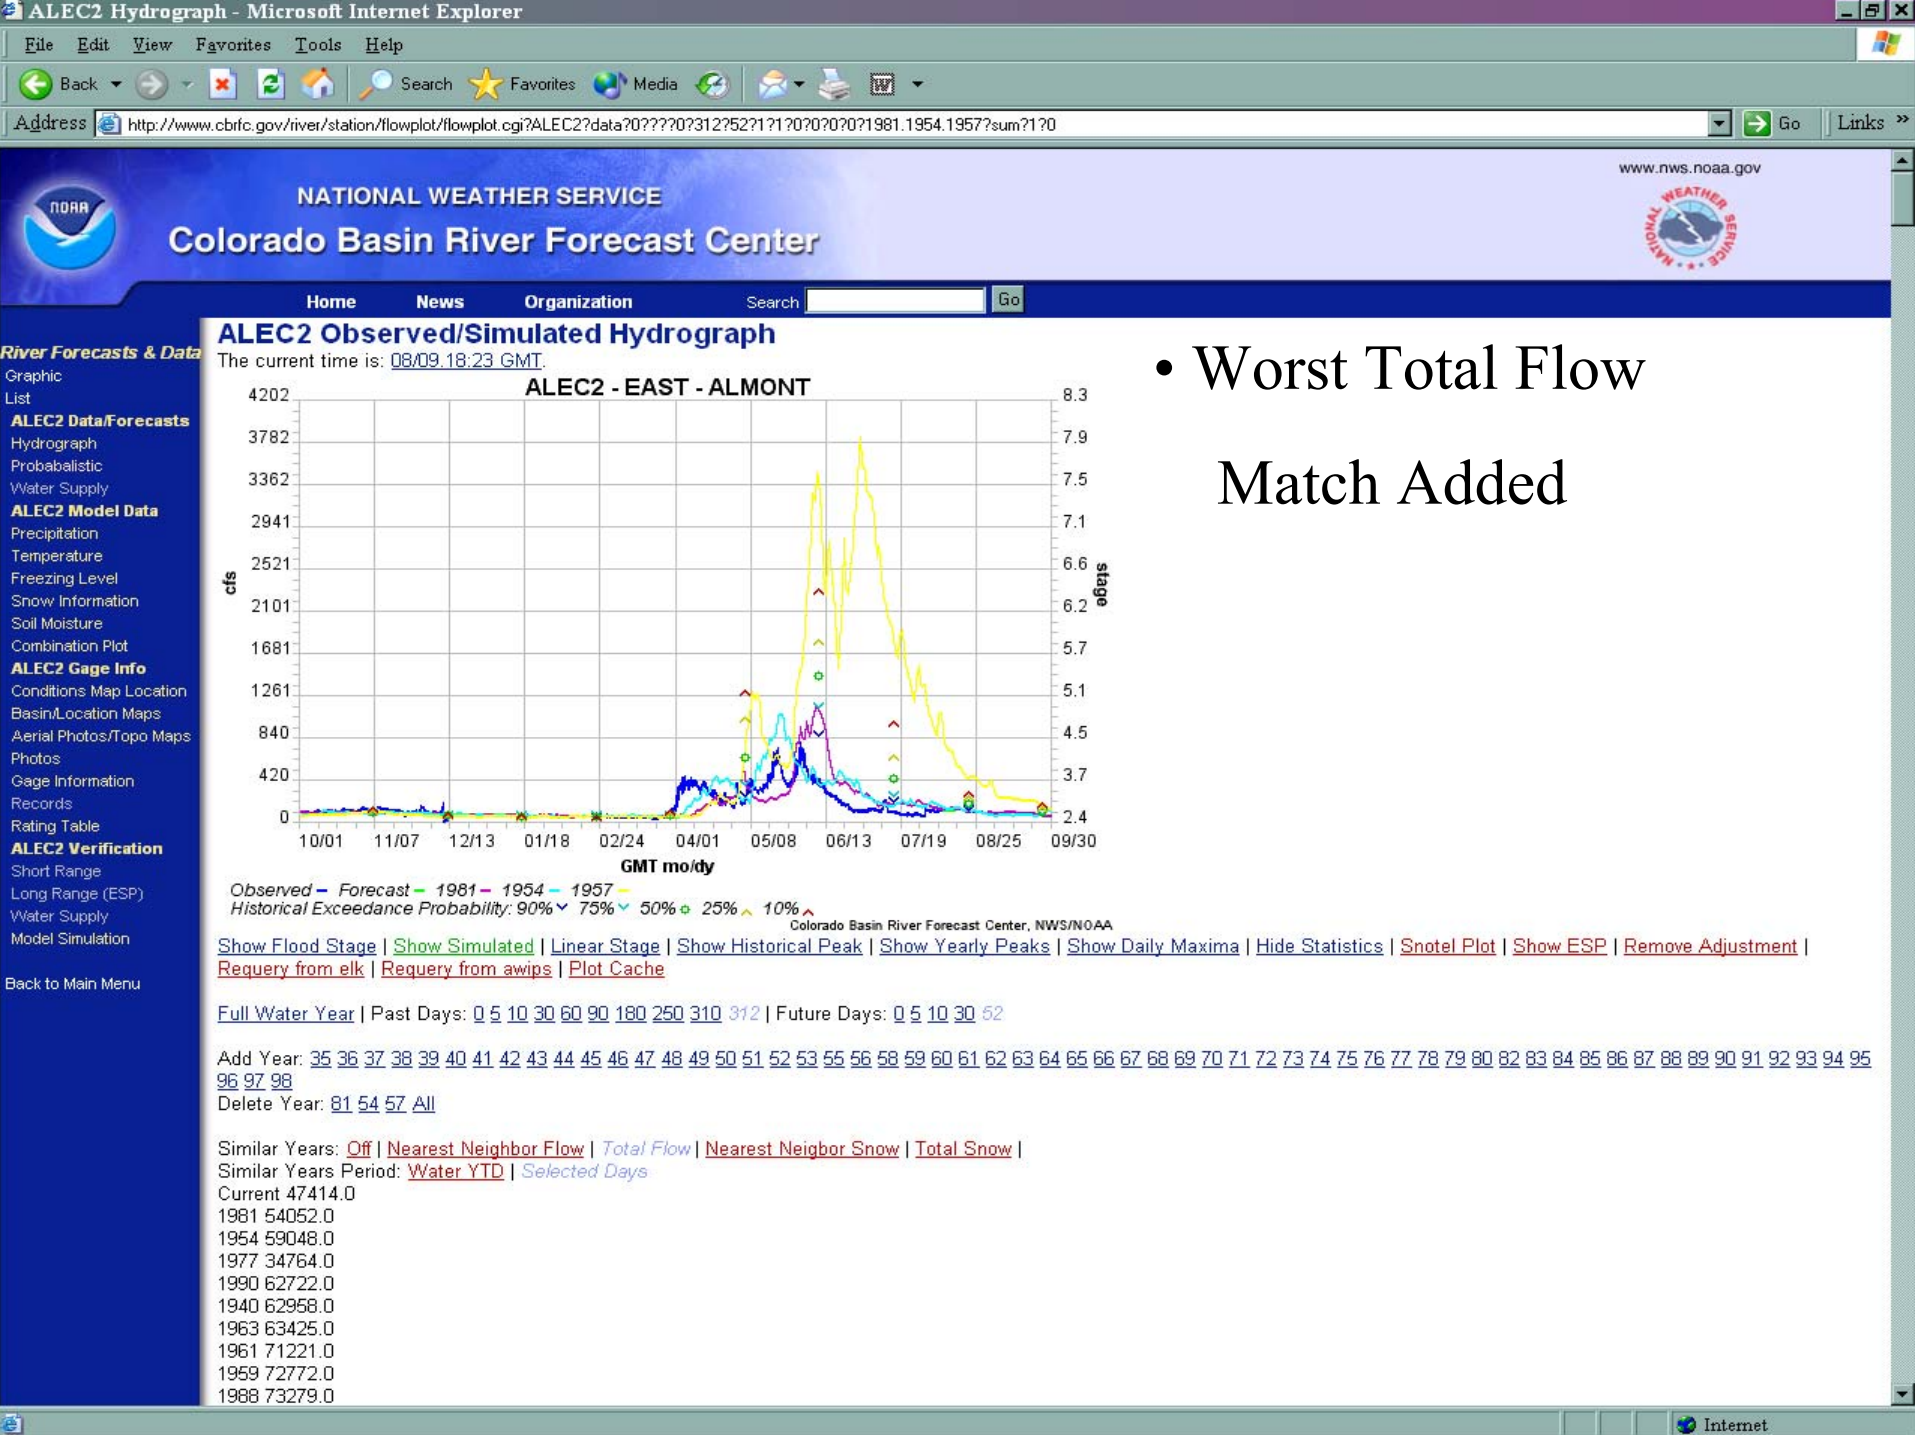 ALEC2 Hydrograph - Microsoft Internet Explorer
File Edit View Favorites Tools Help
Back Search Favorites Media
Address http://www.cbrfc.gov/river/station/flowplot/flowplot.cgi?ALEC2?data?0????0?312?52?1?1?0?0?0?0?1981.1954.1957?sum?1?0 Go Links »
NOAA
NATIONAL WEATHER SERVICE
Colorado Basin River Forecast Center
www.nws.noaa.gov
NATIONAL WEATHER SERVICE
Home News Organization Search Go
River Forecasts & Data
Graphic
List
ALEC2 Data/Forecasts
Hydrograph
Probabalistic
Water Supply
ALEC2 Model Data
Precipitation
Temperature
Freezing Level
Snow Information
Soil Moisture
Combination Plot
ALEC2 Gage Info
Conditions Map Location
Basin/Location Maps
Aerial Photos/Topo Maps
Photos
Gage Information
Records
Rating Table
ALEC2 Verification
Short Range
Long Range (ESP)
Water Supply
Model Simulation
Back to Main Menu
ALEC2 Observed/Simulated Hydrograph
The current time is: 08/09.18:23 GMT.
ALEC2 - EAST - ALMONT
4202 8.3
3782 7.9
3362 7.5
2941 7.1
2521 6.6
2101 6.2
1681 5.7
1261 5.1
840 4.5
420 3.7
0 2.4
cfs
stage
10/01 11/07 12/13 01/18 02/24 04/01 05/08 06/13 07/19 08/25 09/30
GMT mo/dy
Observed – Forecast – 1981 – 1954 – 1957 –
Historical Exceedance Probability: 90% 75% 50% 25% 10%
Colorado Basin River Forecast Center, NWS/NOAA
• Worst Total Flow
Match Added
Show Flood Stage | Show Simulated | Linear Stage | Show Historical Peak | Show Yearly Peaks | Show Daily Maxima | Hide Statistics | Snotel Plot | Show ESP | Remove Adjustment |
Requery from elk | Requery from awips | Plot Cache
Full Water Year | Past Days: 0 5 10 30 60 90 180 250 310 312 | Future Days: 0 5 10 30 52
Add Year: 35 36 37 38 39 40 41 42 43 44 45 46 47 48 49 50 51 52 53 55 56 58 59 60 61 62 63 64 65 66 67 68 69 70 71 72 73 74 75 76 77 78 79 80 82 83 84 85 86 87 88 89 90 91 92 93 94 95
96 97 98
Delete Year: 81 54 57 All
Similar Years: Off | Nearest Neighbor Flow | Total Flow | Nearest Neigbor Snow | Total Snow |
Similar Years Period: Water YTD | Selected Days
Current 47414.0
1981 54052.0
1954 59048.0
1977 34764.0
1990 62722.0
1940 62958.0
1963 63425.0
1961 71221.0
1959 72772.0
1988 73279.0
Internet